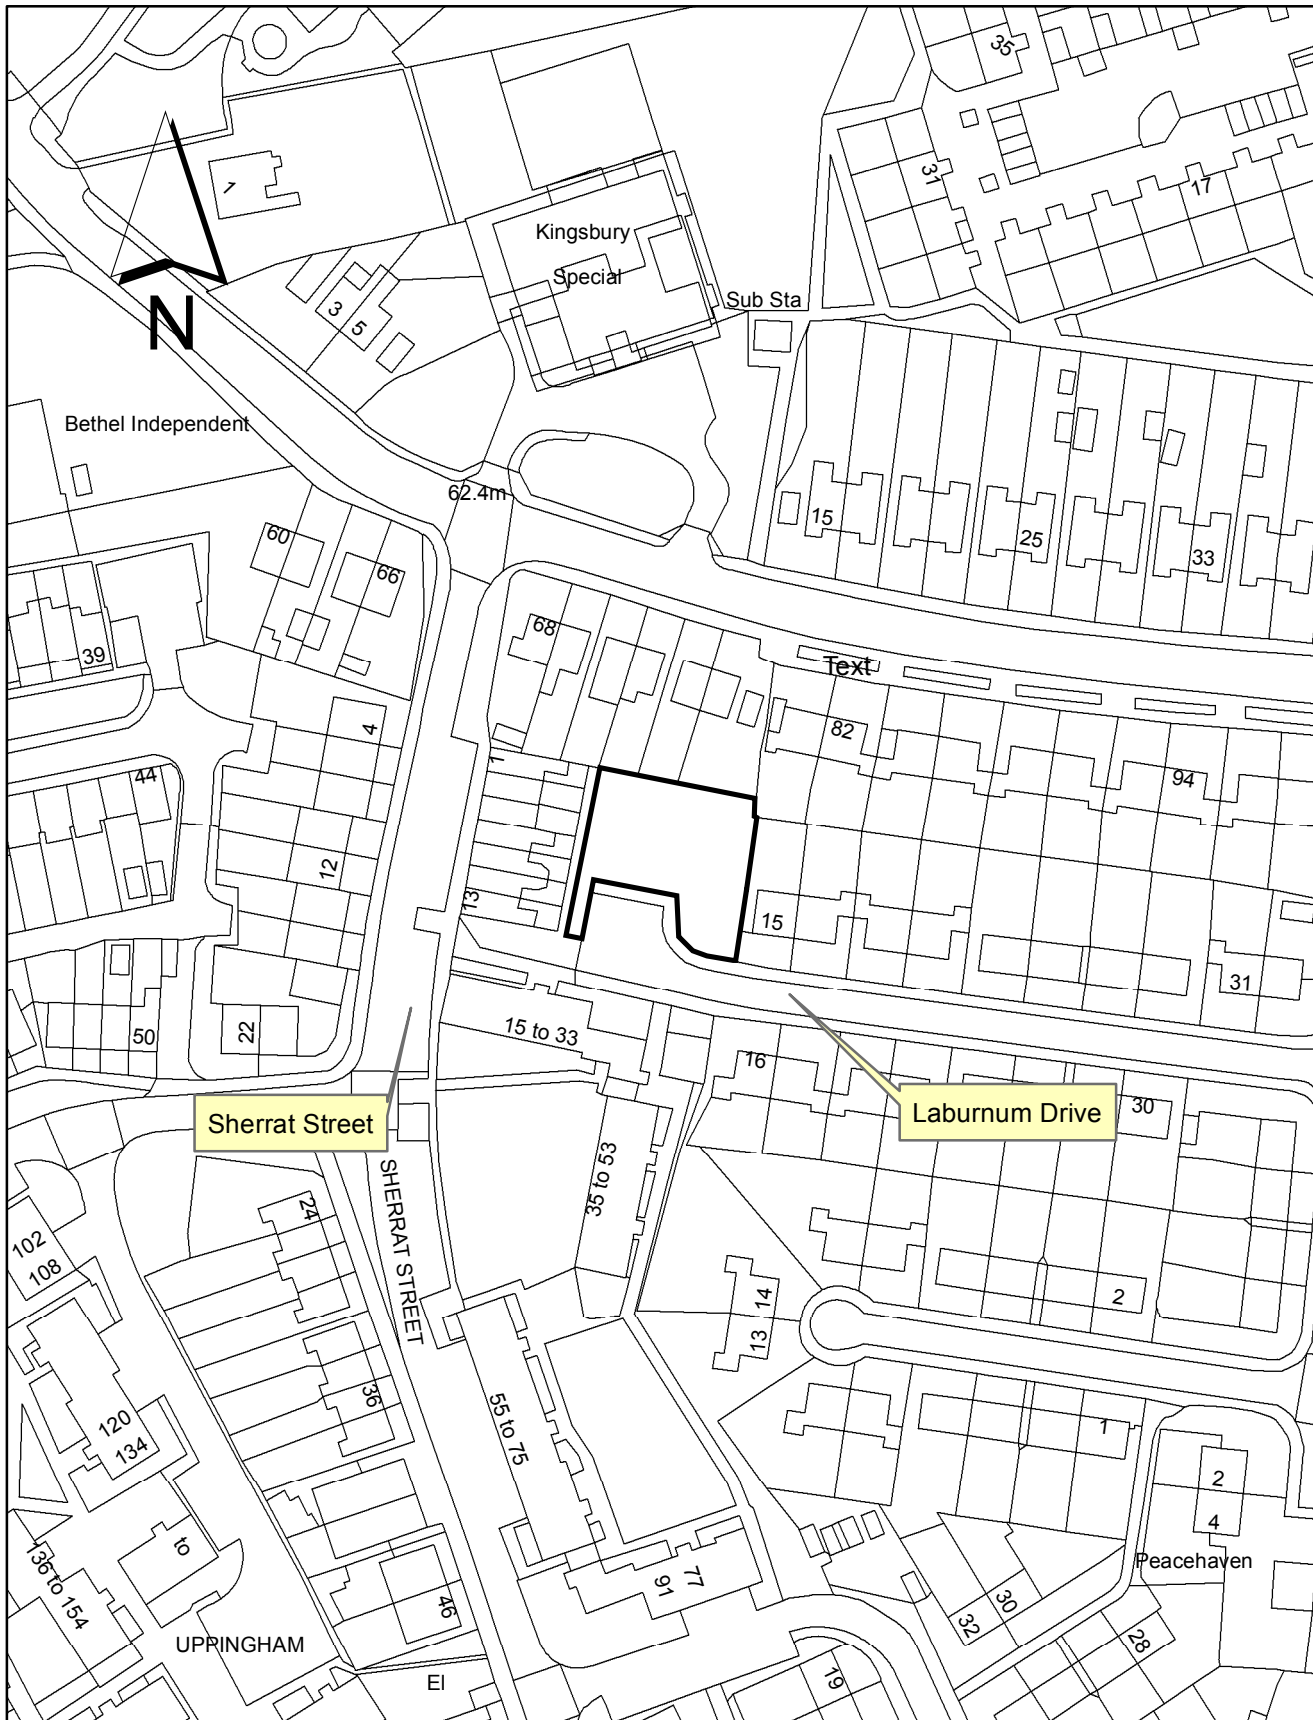 35
31
17
1
Kingsbury
Special
3
5
Sub Sta
N
Bethel Independent
62.4m
15
25
33
60
66
68
39
Text
82
94
4
44
1
12
13
15
31
50
22
15 to 33
16
30
Sherrat Street
Laburnum Drive
SHERRAT STREET
35 to 53
24
102
108
14
13
2
36
55 to 75
120
134
1
2
4
to
136 to 154
Peacehaven
77
91
46
30
32
28
UPPINGHAM
El
19